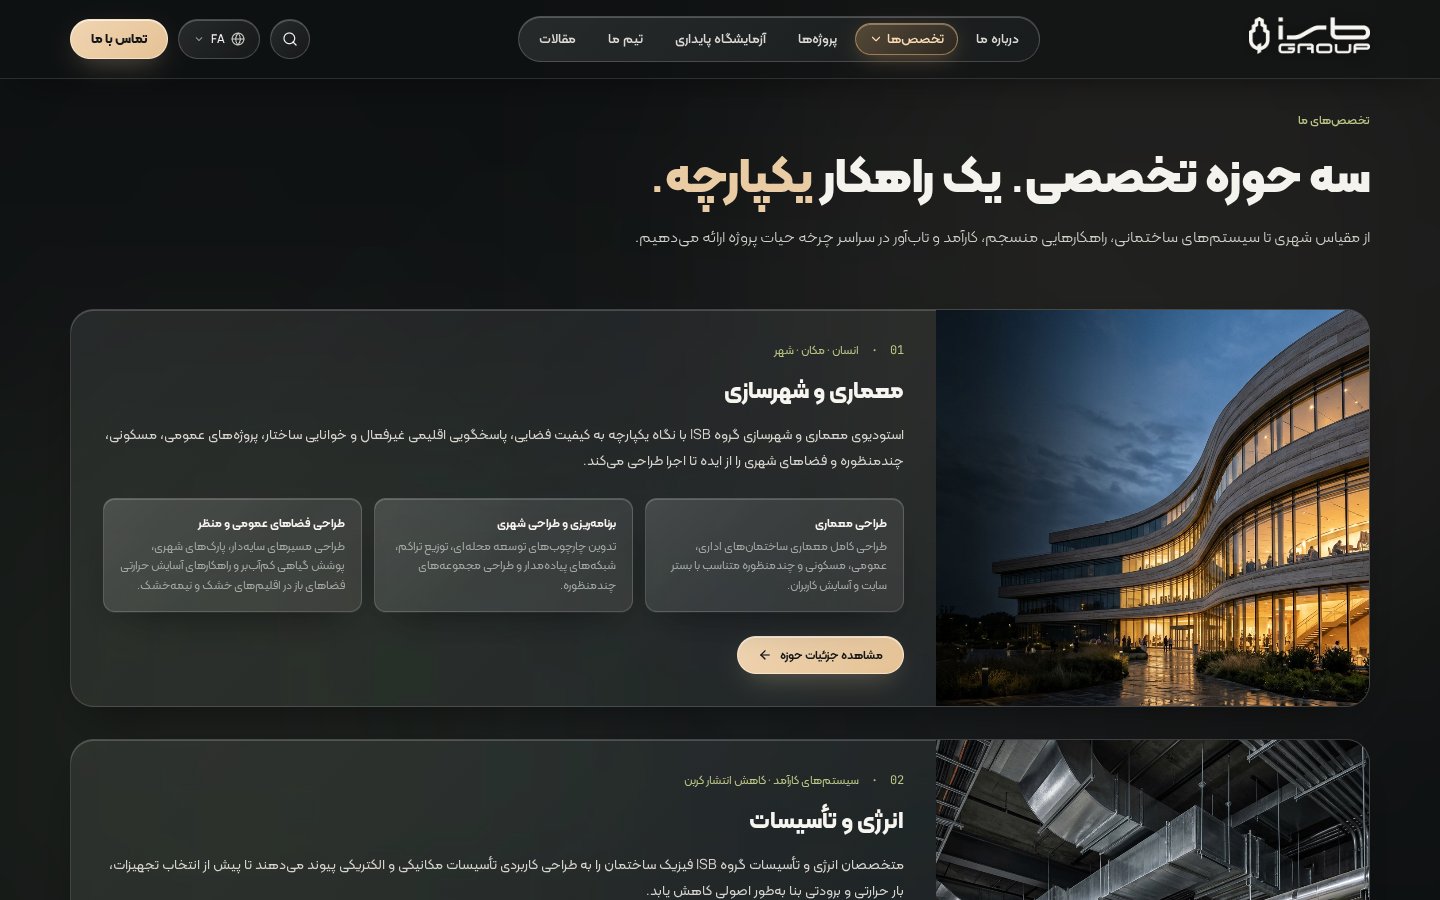 isb GROUP
درباره ما
تخصص‌ها
پروژه‌ها
آزمایشگاه پایداری
تیم ما
مقالات
FA
تماس با ما
تخصص‌های ما
سه حوزه تخصصی. یک راهکار یکپارچه.
از مقیاس شهری تا سیستم‌های ساختمانی، راهکارهایی منسجم، کارآمد و تاب‌آور در سراسر چرخه حیات پروژه ارائه می‌دهیم.
01 · انسان · مکان · شهر
معماری و شهرسازی
استودیوی معماری و شهرسازی گروه ISB با نگاه یکپارچه به کیفیت فضایی، پاسخگویی اقلیمی غیرفعال و خوانایی ساختار، پروژه‌های عمومی، مسکونی،
چندمنظوره و فضاهای شهری را از ایده تا اجرا طراحی می‌کند.
طراحی معماری
طراحی کامل معماری ساختمان‌های اداری،
عمومی، مسکونی و چندمنظوره متناسب با بستر
سایت و آسایش کاربران.
برنامه‌ریزی و طراحی شهری
تدوین چارچوب‌های توسعه محله‌ای، توزیع تراکم،
شبکه‌های پیاده‌مدار و طراحی مجموعه‌های
چندمنظوره.
طراحی فضاهای عمومی و منظر
طراحی مسیرهای سایه‌دار، پارک‌های شهری،
پوشش گیاهی کم‌آب‌بر و راهکارهای آسایش حرارتی
فضاهای باز در اقلیم‌های خشک و نیمه‌خشک.
مشاهده جزئیات حوزه
02 · سیستم‌های کارآمد · کاهش انتشار کربن
انرژی و تأسیسات
متخصصان انرژی و تأسیسات گروه ISB فیزیک ساختمان را به طراحی کاربردی تأسیسات مکانیکی و الکتریکی پیوند می‌دهند تا پیش از انتخاب تجهیزات،
بار حرارتی و برودتی بنا به‌طور اصولی کاهش یابد.